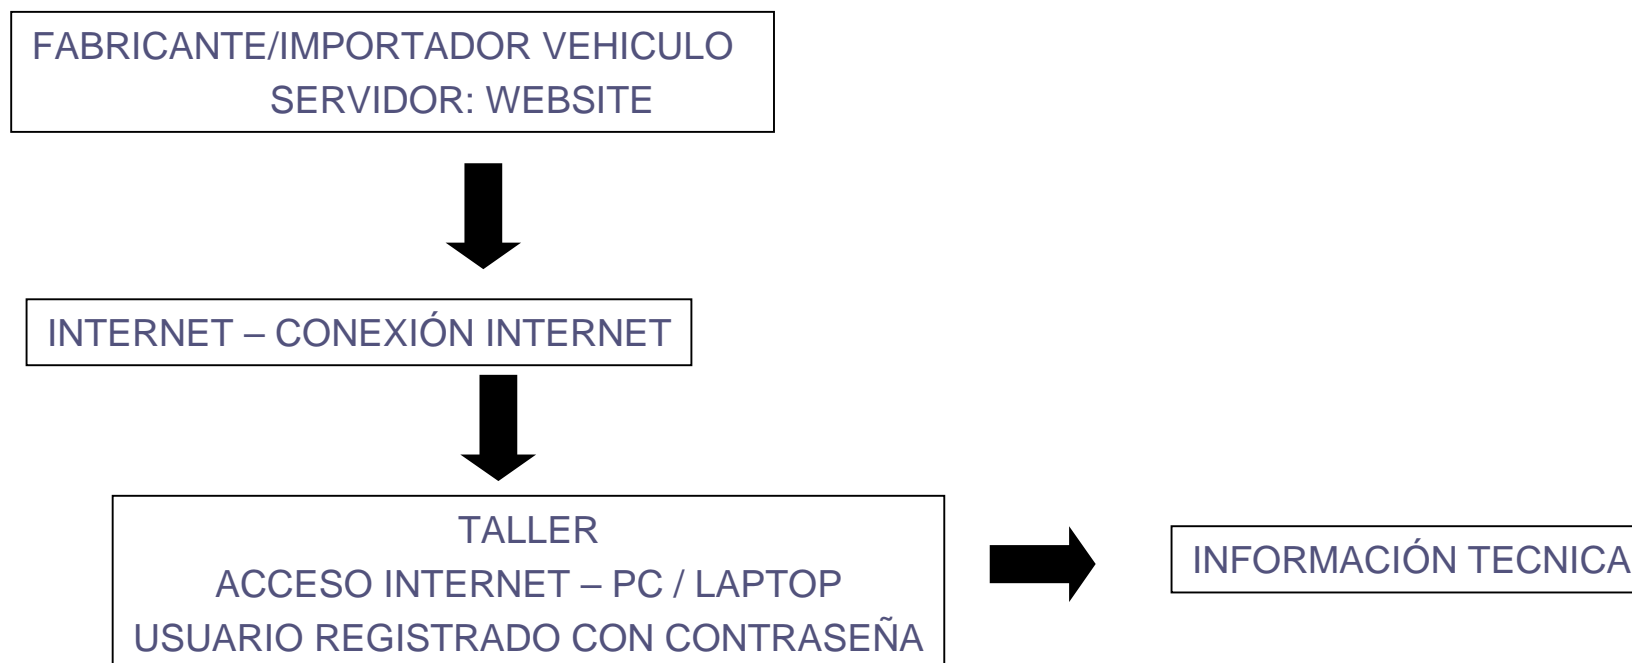 FABRICANTE/IMPORTADOR VEHICULO
SERVIDOR: WEBSITE
INTERNET – CONEXIÓN INTERNET
TALLER
ACCESO INTERNET – PC / LAPTOP
USUARIO REGISTRADO CON CONTRASEÑA
INFORMACIÓN TECNICA